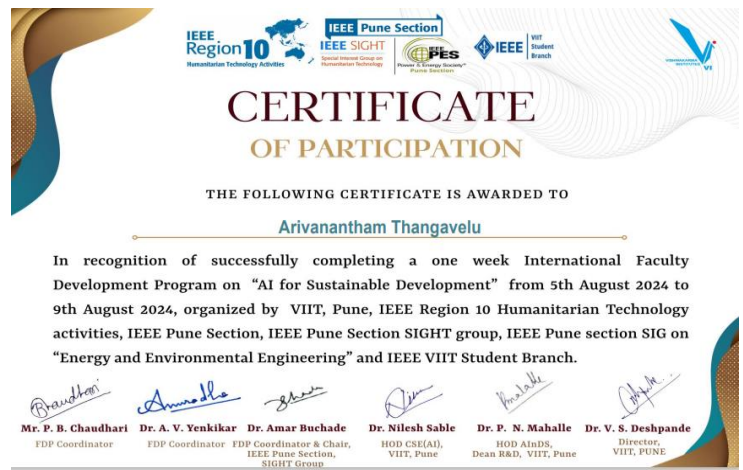 IEEE
Region 10
Humanitarian Technology Activities
IEEE Pune Section
IEEE SIGHT
Special Interest Group on
Humanitarian Technology
IEEE
PES
Power & Energy Society
Pune Section
IEEE
VIIT
Student
Branch
VI
CERTIFICATE
OF PARTICIPATION
THE FOLLOWING CERTIFICATE IS AWARDED TO
Arivanantham Thangavelu
In recognition of successfully completing a one week International Faculty
Development Program on “AI for Sustainable Development” from 5th August 2024 to
9th August 2024, organized by VIIT, Pune, IEEE Region 10 Humanitarian Technology
activities, IEEE Pune Section, IEEE Pune Section SIGHT group, IEEE Pune section SIG on
“Energy and Environmental Engineering” and IEEE VIIT Student Branch.
Mr. P. B. Chaudhari
FDP Coordinator
Dr. A. V. Yenkikar
FDP Coordinator
Dr. Amar Buchade
FDP Coordinator & Chair,
IEEE Pune Section,
SIGHT Group
Dr. Nilesh Sable
HOD CSE(AI),
VIIT, Pune
Dr. P. N. Mahalle
HOD AInDS,
Dean R&D, VIIT, Pune
Dr. V. S. Deshpande
Director,
VIIT, PUNE